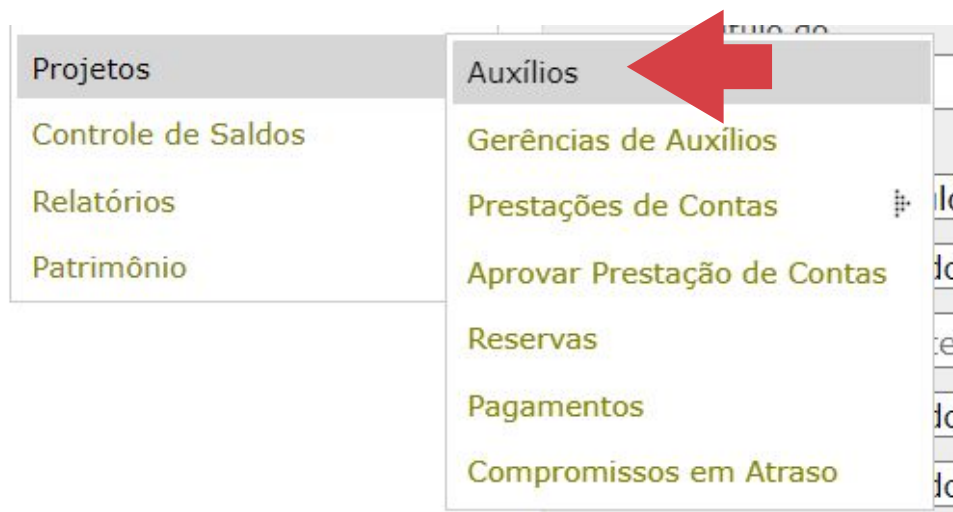 Projetos
Controle de Saldos
Relatórios
Patrimônio
Auxílios
Gerências de Auxílios
Prestações de Contas
Aprovar Prestação de Contas
Reservas
Pagamentos
Compromissos em Atraso